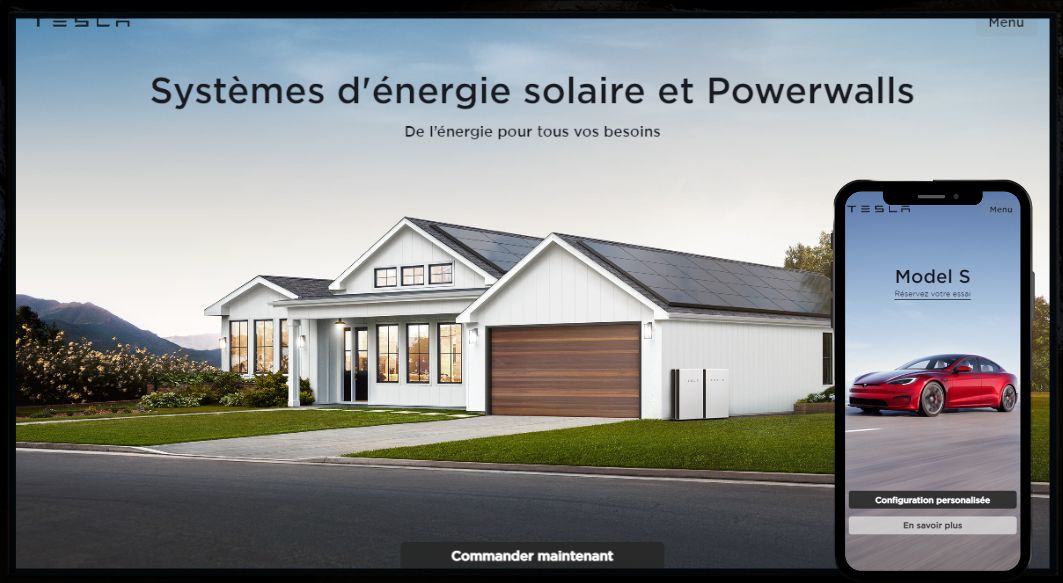 TESLA
Menu
Systèmes d'énergie solaire et Powerwalls
De l'énergie pour tous vos besoins
TESLA
Menu
Model S
Réservez votre essai
Configuration personalisée
En savoir plus
Commander maintenant